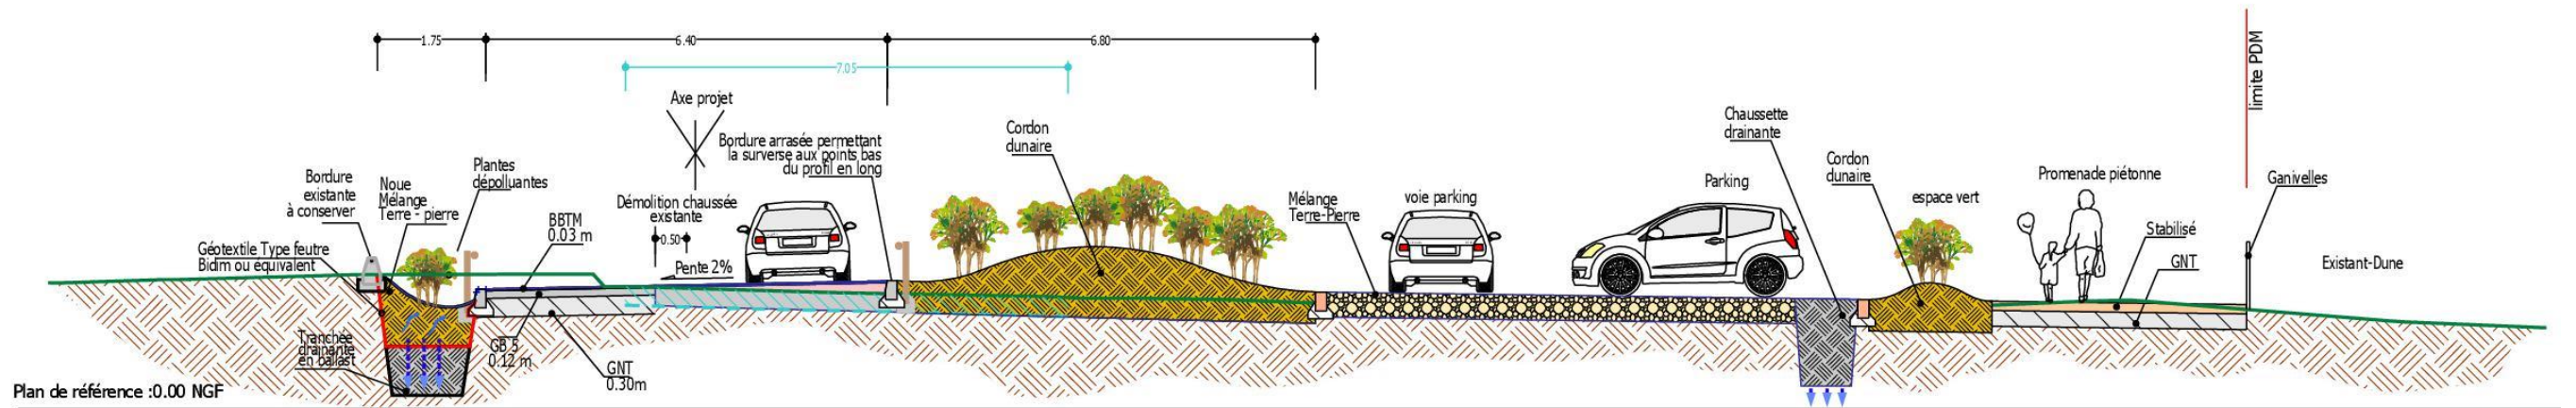 1.75
6.40
6.80
7.05
Axe projet
Bordure arrasée permettant
la surverse aux points bas
du profil en long
Cordon
dunaire
Chaussette
drainante
limite PDM
Bordure
existante
à conserver
Noue
Mélange
Terre - pierre
Plantes
dépolluantes
BBTM
0.03 m
Démolition chaussée
existante
0.50
Pente 2%
Mélange
Terre-Pierre
voie parking
Parking
Cordon
dunaire
espace vert
Promenade piétonne
Ganivelles
Stabilisé
GNT
Existant-Dune
Géotextile Type feutre
Bidim ou équivalent
Tranchée
drainante
en ballast
GB 5
0.12 m
GNT
0.30m
Plan de référence :0.00 NGF